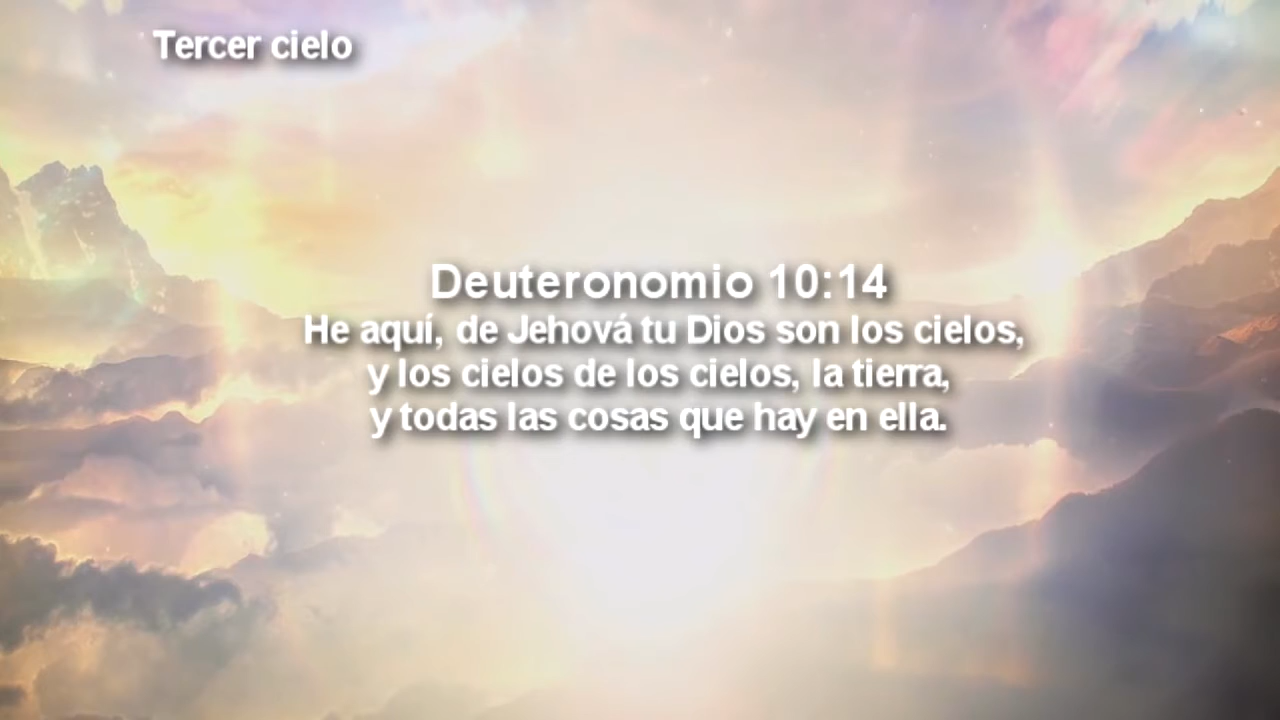 Tercer cielo
Deuteronomio 10:14
He aquí, de Jehová tu Dios son los cielos,
y los cielos de los cielos, la tierra,
y todas las cosas que hay en ella.